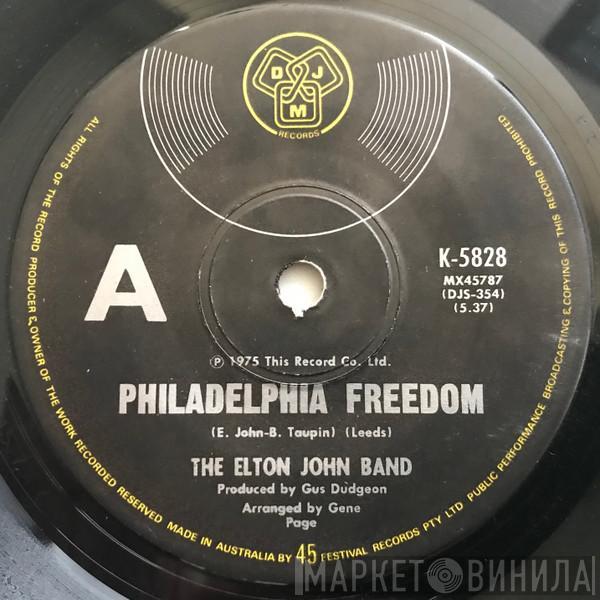 D J M
RECORDS
A
K-5828
MX45787
(DJS-354)
(5.37)
℗ 1975 This Record Co. Ltd.
PHILADELPHIA FREEDOM
(E. John-B. Taupin) (Leeds)
THE ELTON JOHN BAND
Produced by Gus Dudgeon
Arranged by Gene
Page
ALL RIGHTS OF THE RECORD PRODUCER & OWNER OF THE WORK RECORDED RESERVED MADE IN AUSTRALIA BY 45 FESTIVAL RECORDS PTY LTD PUBLIC PERFORMANCE BROADCASTING & COPYING OF THIS RECORD PROHIBITED
МАРКЕТ ВИНИЛА